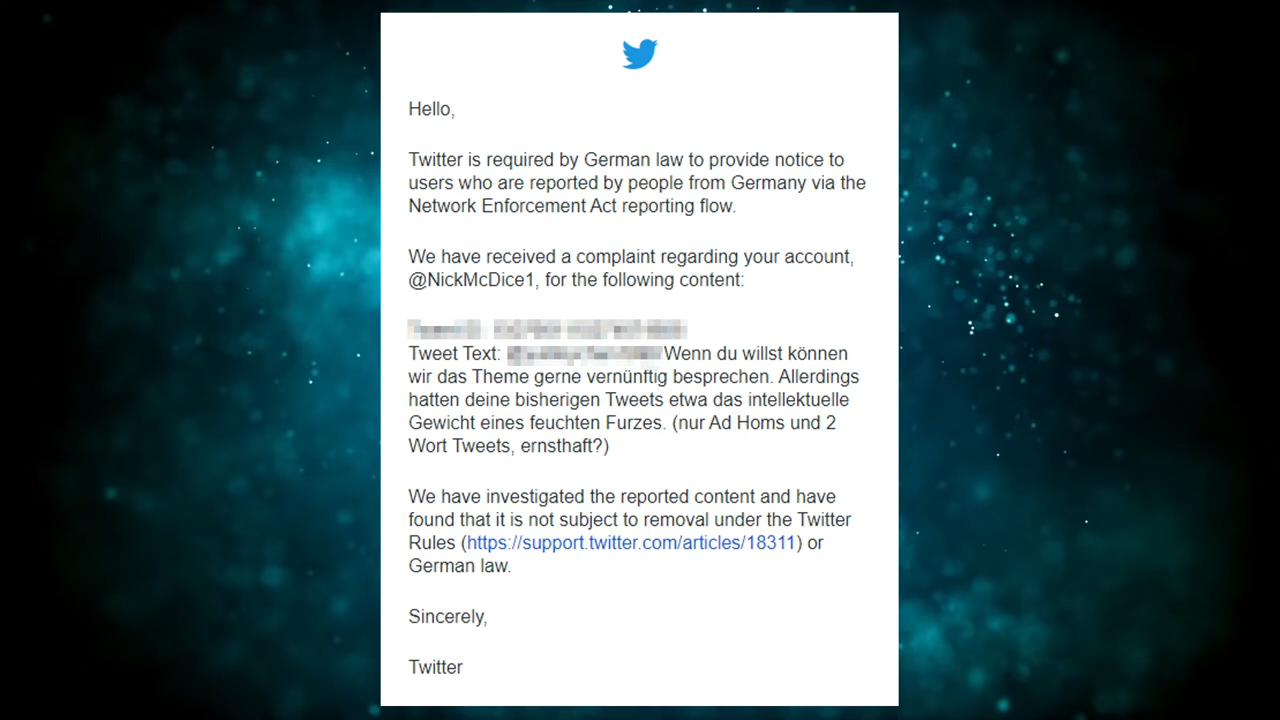 Hello,
Twitter is required by German law to provide notice to
users who are reported by people from Germany via the
Network Enforcement Act reporting flow.
We have received a complaint regarding your account,
@NickMcDice1, for the following content:
Tweet Text: Wenn du willst können
wir das Theme gerne vernünftig besprechen. Allerdings
hatten deine bisherigen Tweets etwa das intellektuelle
Gewicht eines feuchten Furzes. (nur Ad Homs und 2
Wort Tweets, ernsthaft?)
We have investigated the reported content and have
found that it is not subject to removal under the Twitter
Rules (https://support.twitter.com/articles/18311) or
German law.
Sincerely,
Twitter